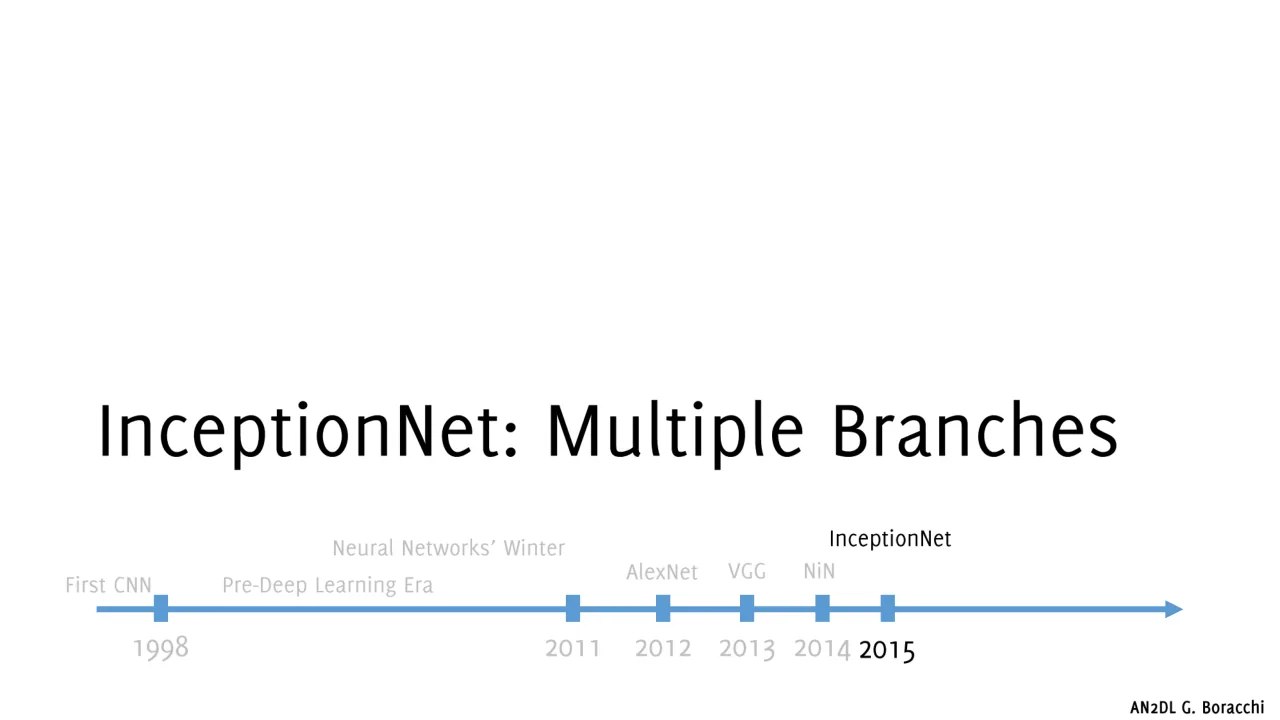 InceptionNet: Multiple Branches
InceptionNet
Neural Networks' Winter
AlexNet VGG NiN
First CNN Pre-Deep Learning Era
1998 2011 2012 2013 2014 2015
AN2DL G. Boracchi